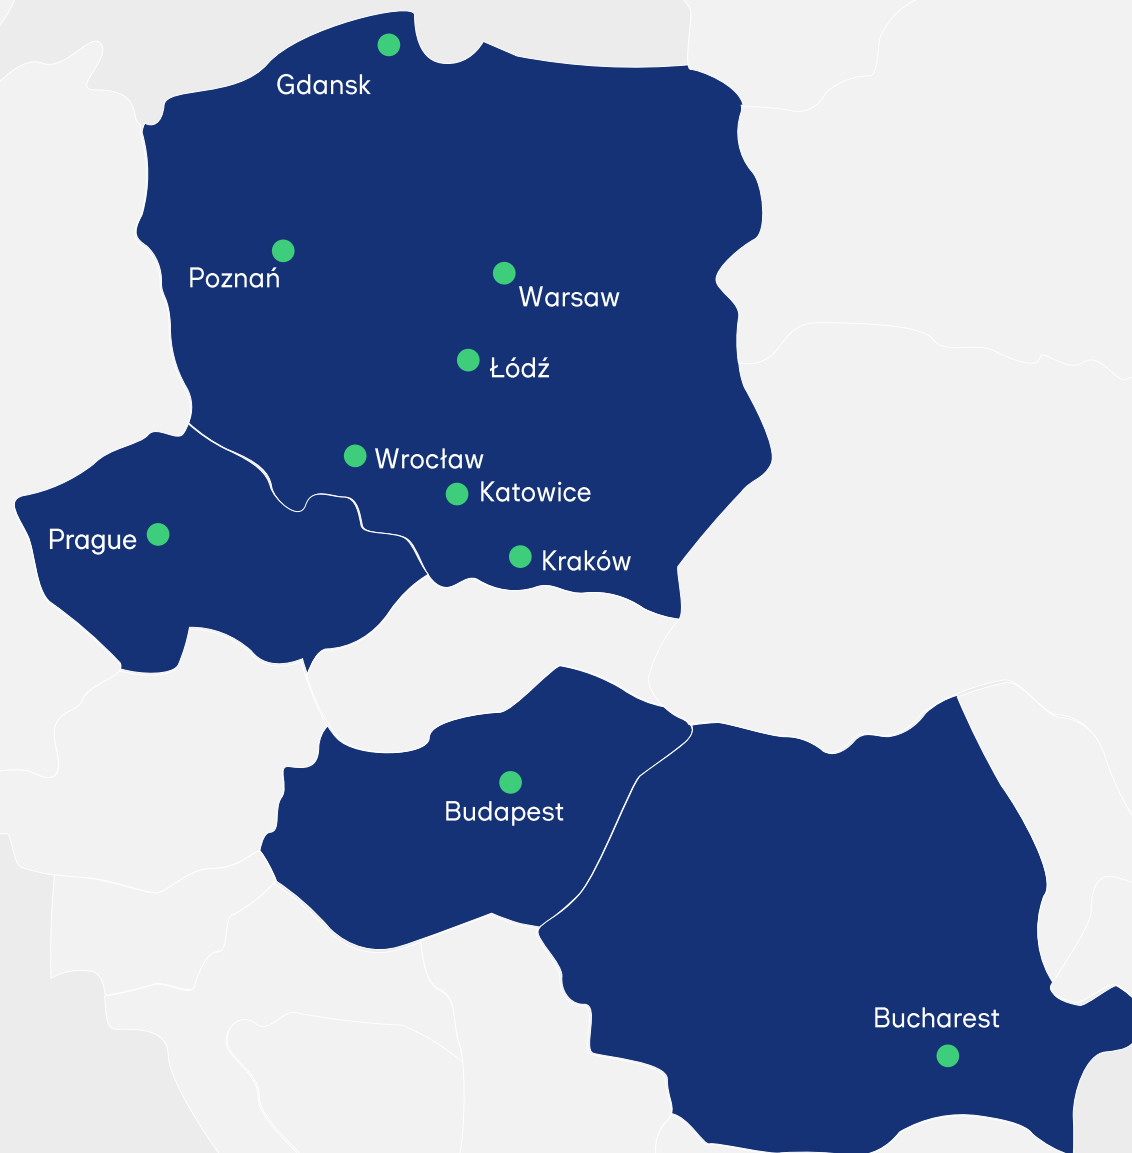 Gdansk
Poznań
Warsaw
Łódź
Wrocław
Katowice
Prague
Kraków
Budapest
Bucharest